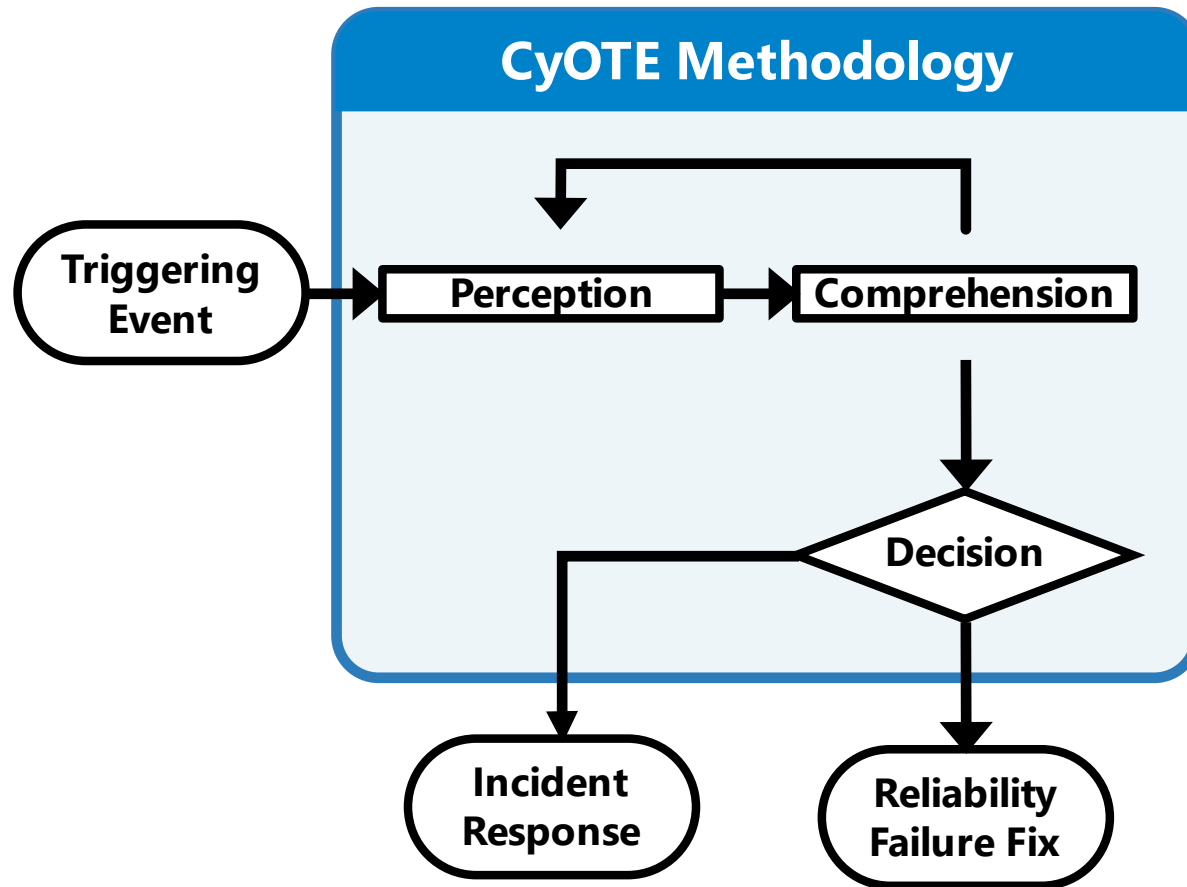 CyOTE Methodology
Triggering
Event
Perception
Comprehension
Decision
Incident
Response
Reliability
Failure Fix